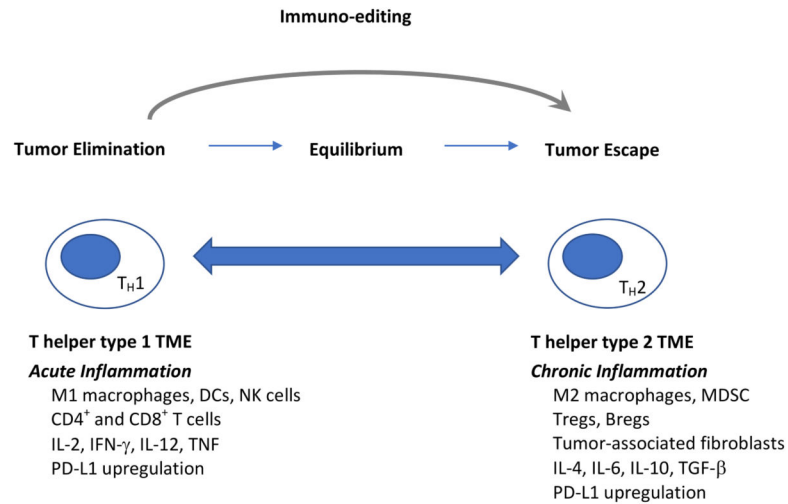 Immuno-editing
Tumor Elimination
Equilibrium
Tumor Escape
T_H1
T_H2
T helper type 1 TME
Acute Inflammation
M1 macrophages, DCs, NK cells
CD4⁺ and CD8⁺ T cells
IL-2, IFN-γ, IL-12, TNF
PD-L1 upregulation
T helper type 2 TME
Chronic Inflammation
M2 macrophages, MDSC
Tregs, Bregs
Tumor-associated fibroblasts
IL-4, IL-6, IL-10, TGF-β
PD-L1 upregulation